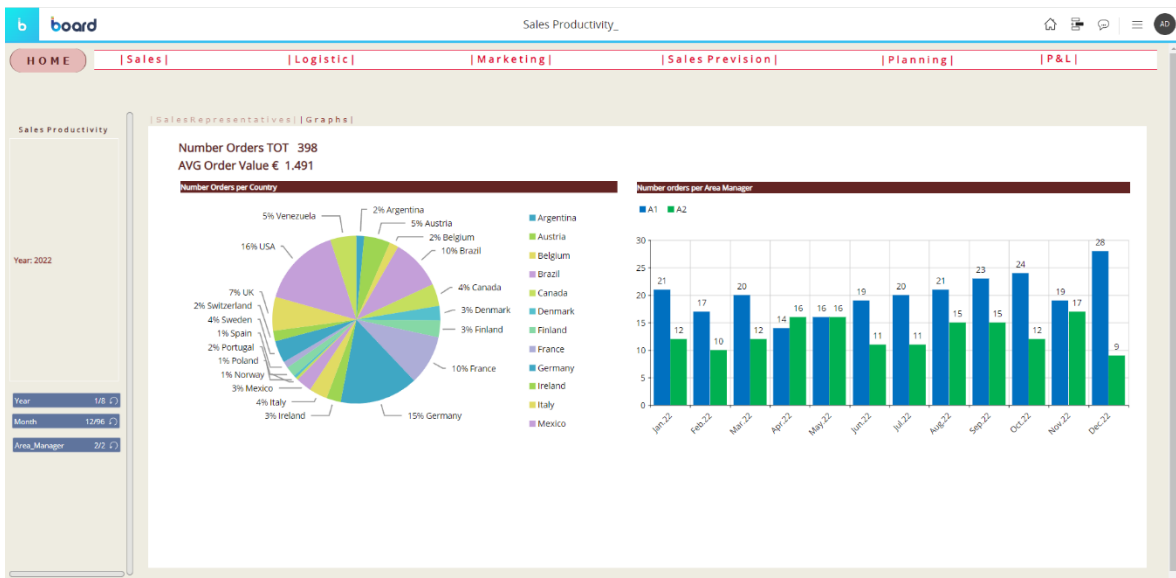 b board
Sales Productivity_
AD
HOME
|Sales|
|Logistic|
|Marketing|
|Sales Prevision|
|Planning|
|P&L|
Sales Productivity
Year: 2022
Year 1/8
Month 12/96
Area_Manager 2/2
|SalesRepresentatives||Graphs|
Number Orders TOT 398
AVG Order Value € 1.491
Number Orders per Country
2% Argentina
5% Austria
2% Belgium
10% Brazil
4% Canada
3% Denmark
3% Finland
10% France
15% Germany
3% Ireland
4% Italy
3% Mexico
1% Norway
1% Poland
2% Portugal
1% Spain
4% Sweden
2% Switzerland
7% UK
16% USA
5% Venezuela
Argentina
Austria
Belgium
Brazil
Canada
Denmark
Finland
France
Germany
Ireland
Italy
Mexico
Number orders per Area Manager
A1 A2
30
25
20
15
10
5
0
21 12
17 10
20 12
14 16
16 16
19 11
20 11
21 15
23 15
24 12
19 17
28 9
Jan.22
Feb.22
Mar.22
Apr.22
May.22
Jun.22
Jul.22
Aug.22
Sep.22
Oct.22
Nov.22
Dec.22